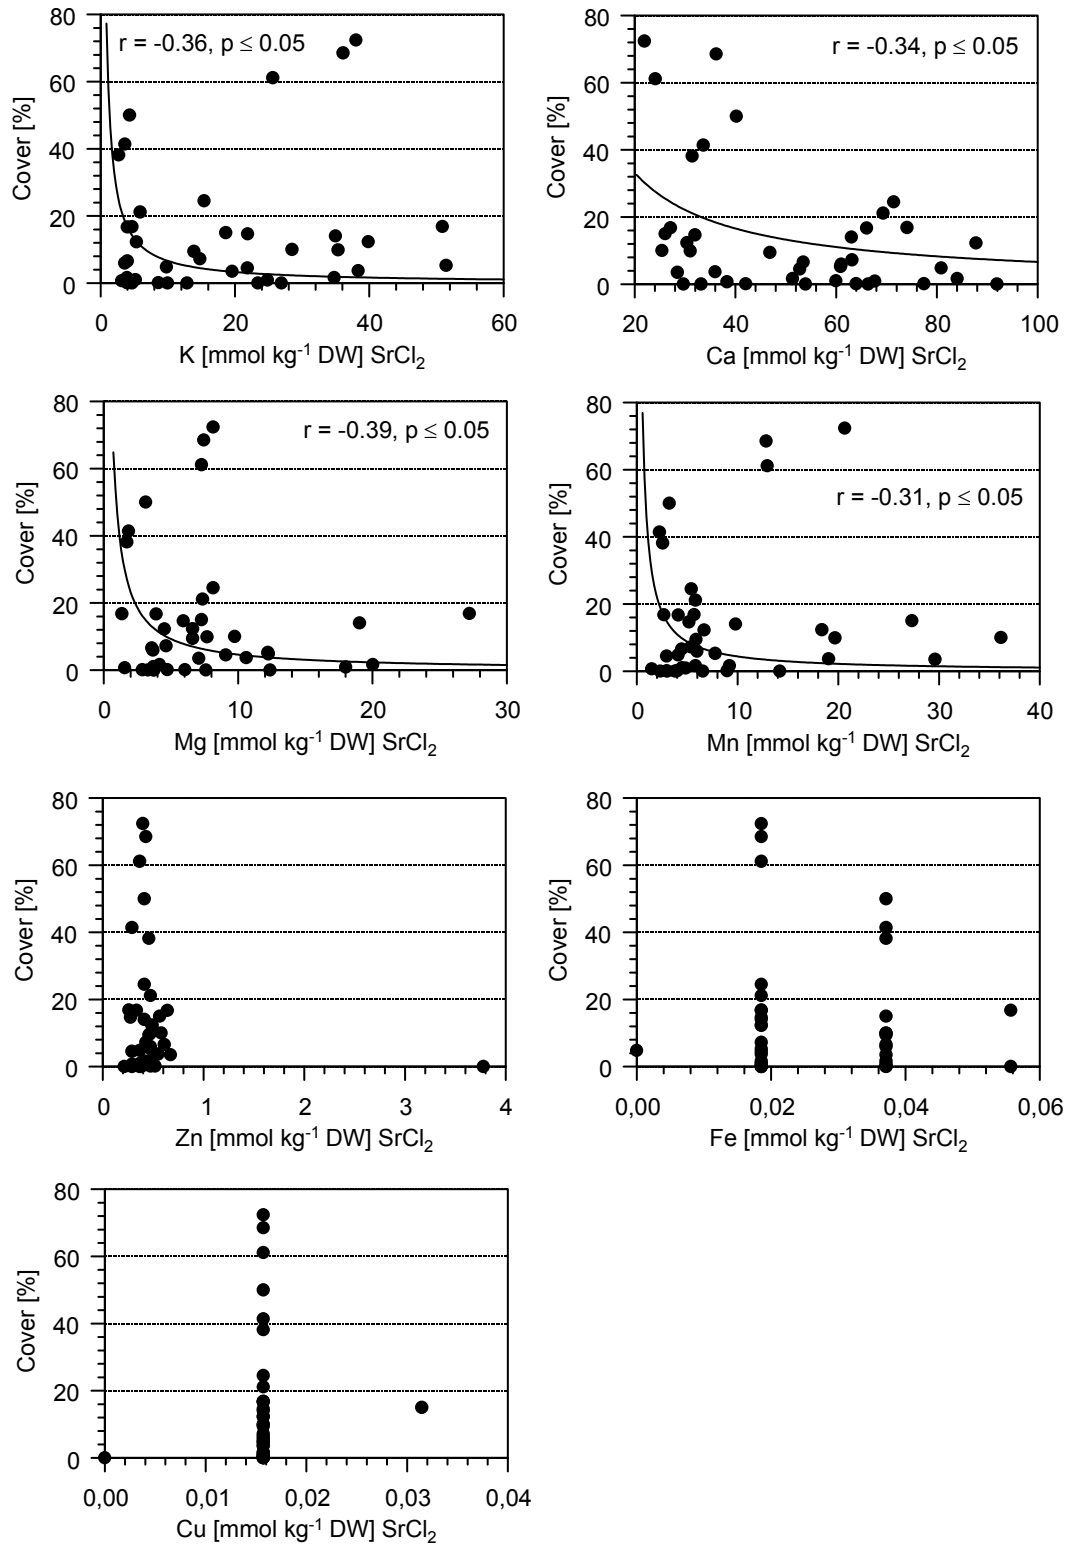 80
60
40
20
0
Cover [%]
r = -0.36, p ≤ 0.05
0 20 40 60
K [mmol kg-1 DW] SrCl2
80
60
40
20
0
Cover [%]
r = -0.34, p ≤ 0.05
20 40 60 80 100
Ca [mmol kg-1 DW] SrCl2
80
60
40
20
0
Cover [%]
r = -0.39, p ≤ 0.05
0 10 20 30
Mg [mmol kg-1 DW] SrCl2
80
60
40
20
0
Cover [%]
r = -0.31, p ≤ 0.05
0 10 20 30 40
Mn [mmol kg-1 DW] SrCl2
80
60
40
20
0
Cover [%]
0 1 2 3 4
Zn [mmol kg-1 DW] SrCl2
80
60
40
20
0
Cover [%]
0,00 0,02 0,04 0,06
Fe [mmol kg-1 DW] SrCl2
80
60
40
20
0
Cover [%]
0,00 0,01 0,02 0,03 0,04
Cu [mmol kg-1 DW] SrCl2